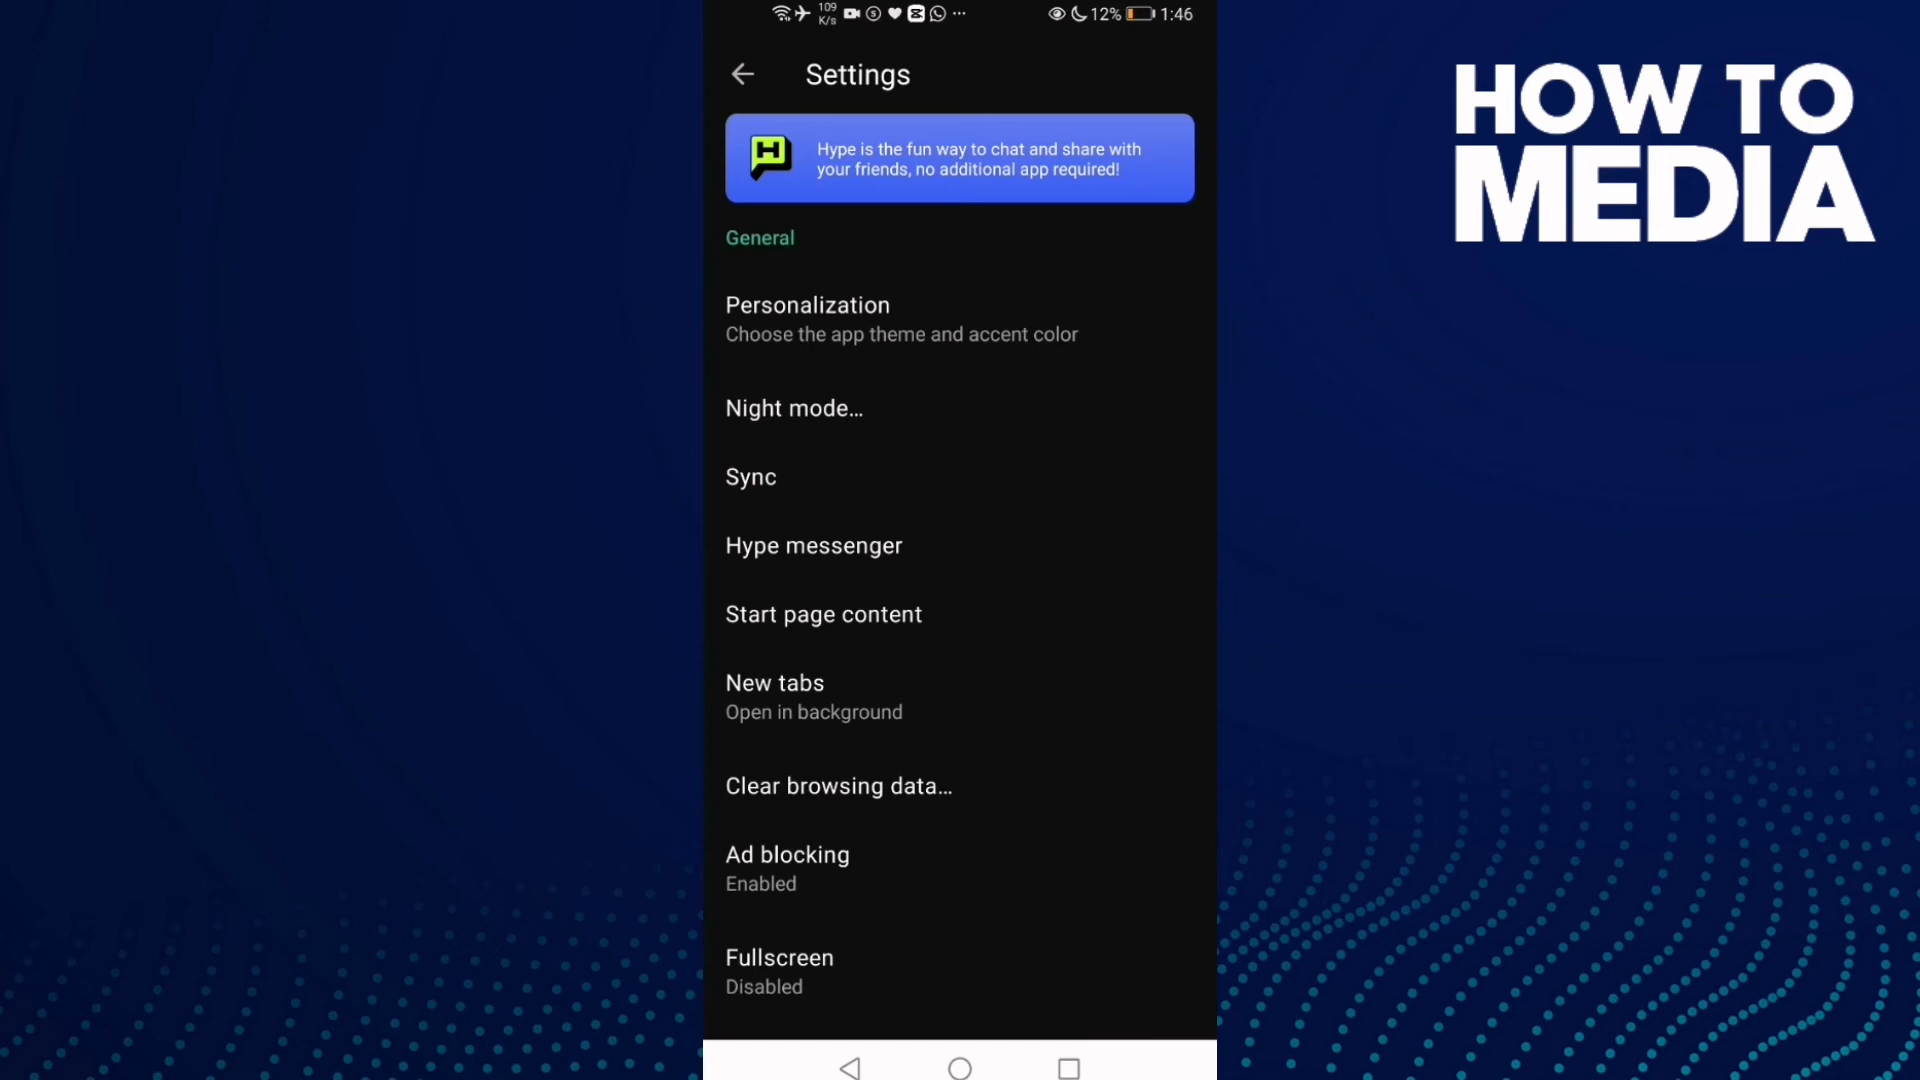 109
K/s
12%
1:46
Settings
HOW TO
MEDIA
Hype is the fun way to chat and share with
your friends, no additional app required!
General
Personalization
Choose the app theme and accent color
Night mode...
Sync
Hype messenger
Start page content
New tabs
Open in background
Clear browsing data...
Ad blocking
Enabled
Fullscreen
Disabled